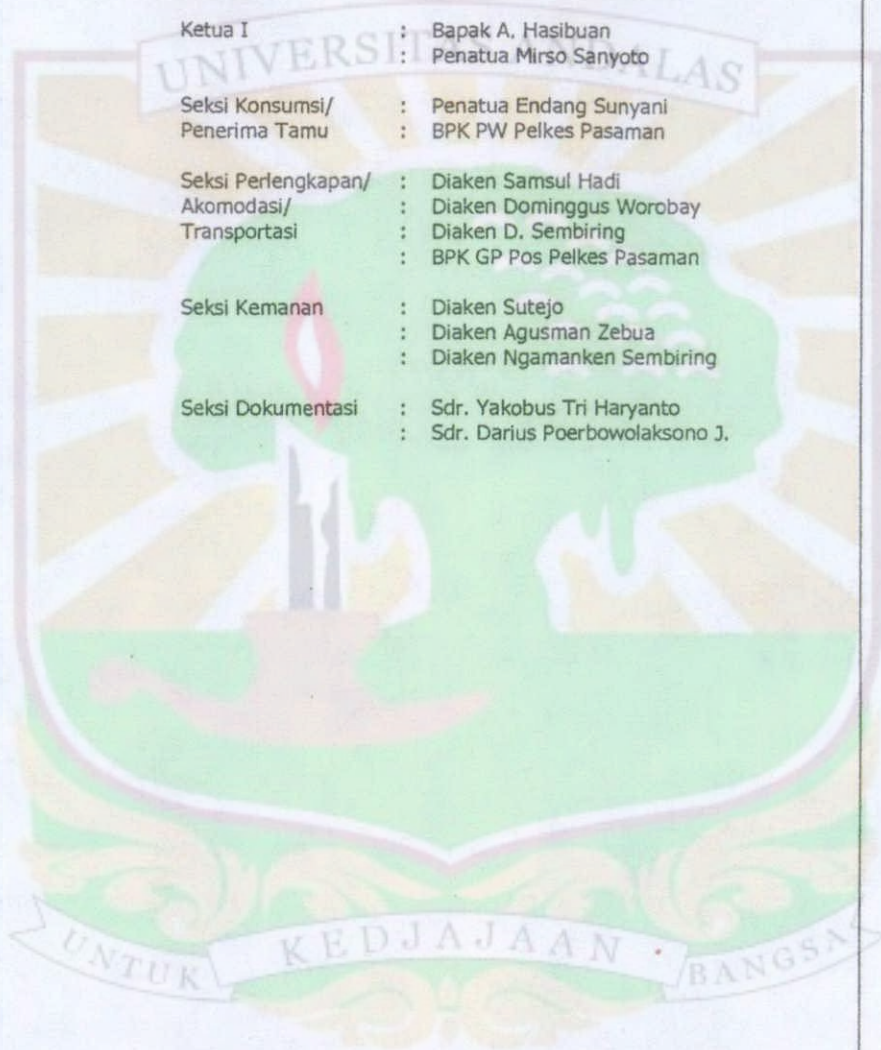 Ketua I : Bapak A. Hasibuan
: Penatua Mirso Sanyoto
UNIVERSITAS ANDALAS
Seksi Konsumsi/ : Penatua Endang Sunyani
Penerima Tamu : BPK PW Pelkes Pasaman
Seksi Perlengkapan/ : Diaken Samsul Hadi
Akomodasi/ : Diaken Dominggus Worobay
Transportasi : Diaken D. Sembiring
: BPK GP Pos Pelkes Pasaman
Seksi Kemanan : Diaken Sutejo
: Diaken Agusman Zebua
: Diaken Ngamanken Sembiring
Seksi Dokumentasi : Sdr. Yakobus Tri Haryanto
: Sdr. Darius Poerbowolaksono J.
UNTUK KEDJAJAAN BANGSA